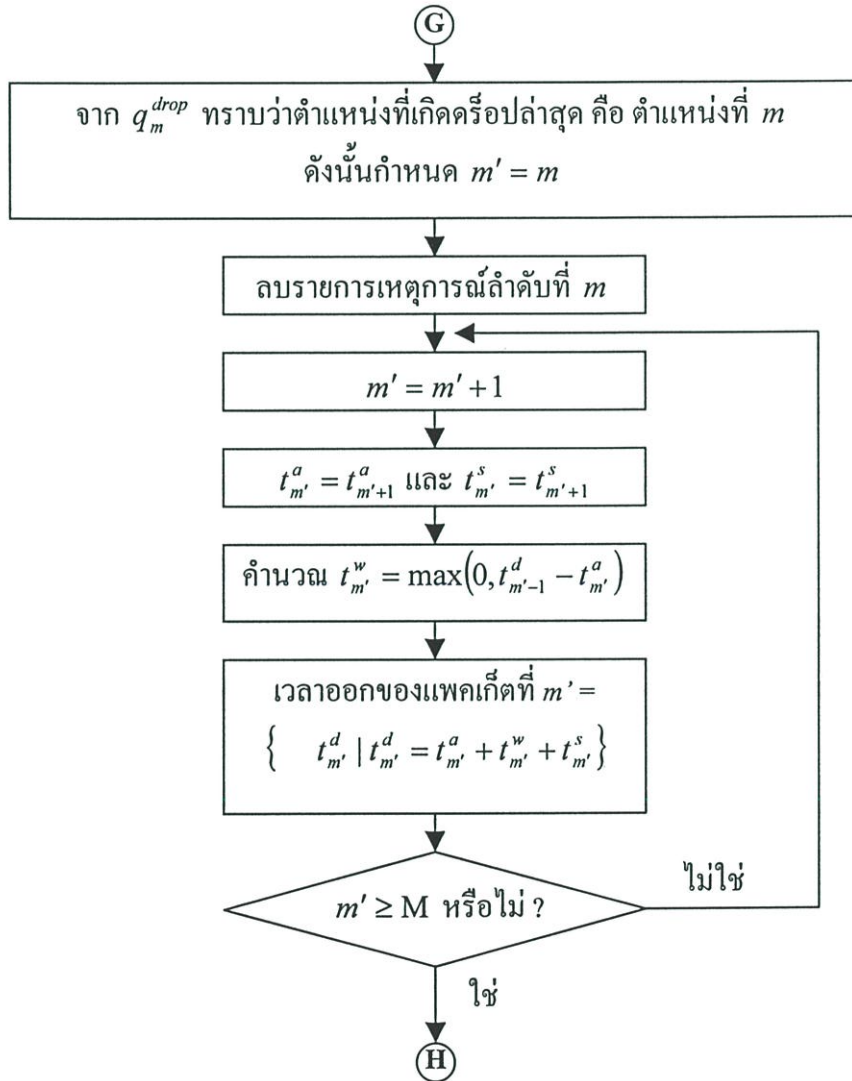 G
จาก $q_m^{drop}$ ทราบว่าตำแหน่งที่เกิดดร็อปล่าสุด คือ ตำแหน่งที่ $m$
ดังนั้นกำหนด $m' = m$
ลบรายการเหตุการณ์ลำดับที่ $m$
$m' = m' + 1$
$t_{m'}^a = t_{m'+1}^a$ และ $t_{m'}^s = t_{m'+1}^s$
คำนวณ $t_{m'}^w = \max(0, t_{m'-1}^d - t_{m'}^a)$
เวลาออกของแพคเก็ตที่ $m'$ =
$\{ t_{m'}^d \mid t_{m'}^d = t_{m'}^a + t_{m'}^w + t_{m'}^s \}$
ไม่ใช่
$m' \geq M$ หรือไม่ ?
ใช่
H